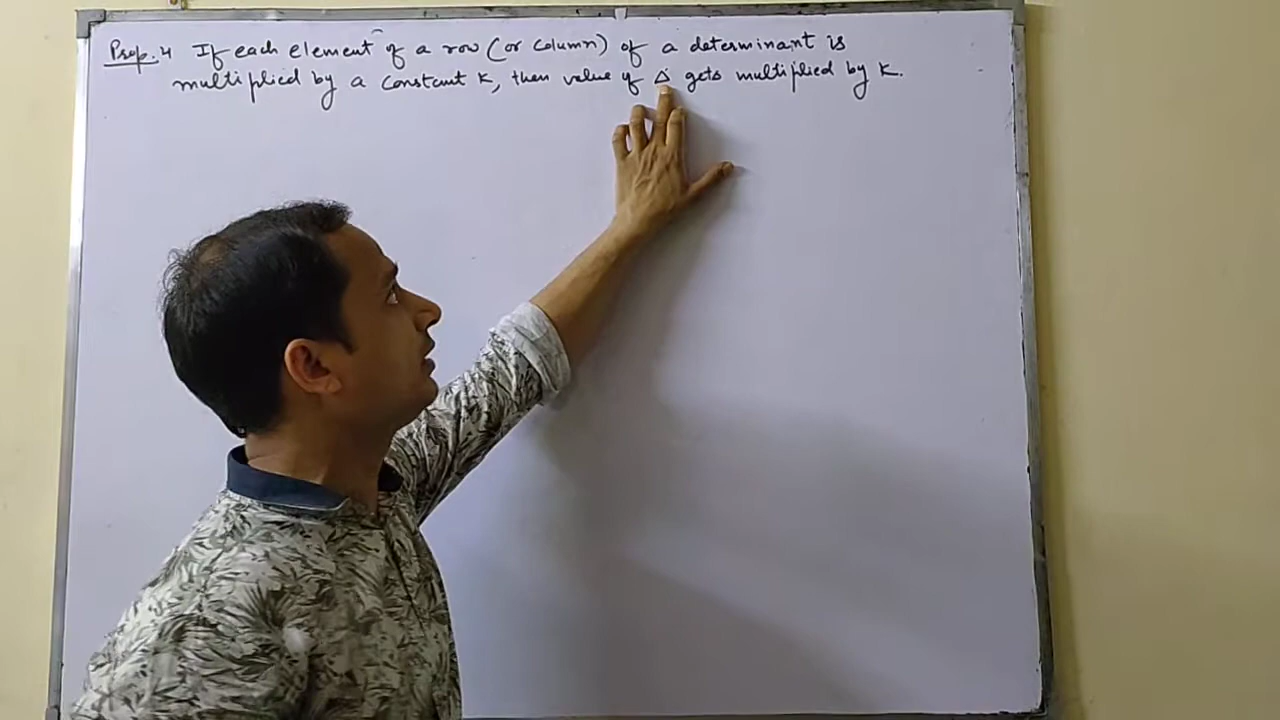 Prop. 4 If each element of a row (or column) of a determinant is
multiplied by a constant K, then value of Δ gets multiplied by K.